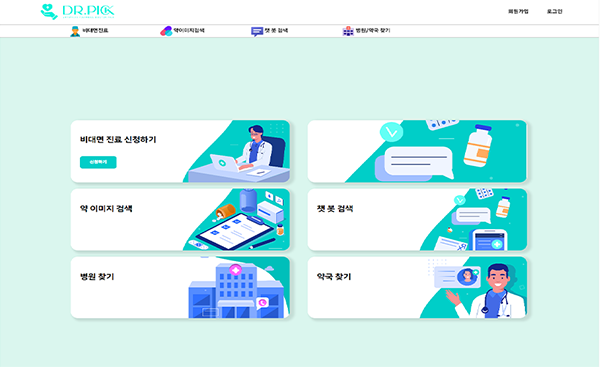 DR.PICK
회원가입
로그인
비대면진료
약이미지검색
챗 봇 검색
병원/약국 찾기
비대면 진료 신청하기
신청하기
약 이미지 검색
챗 봇 검색
병원 찾기
약국 찾기